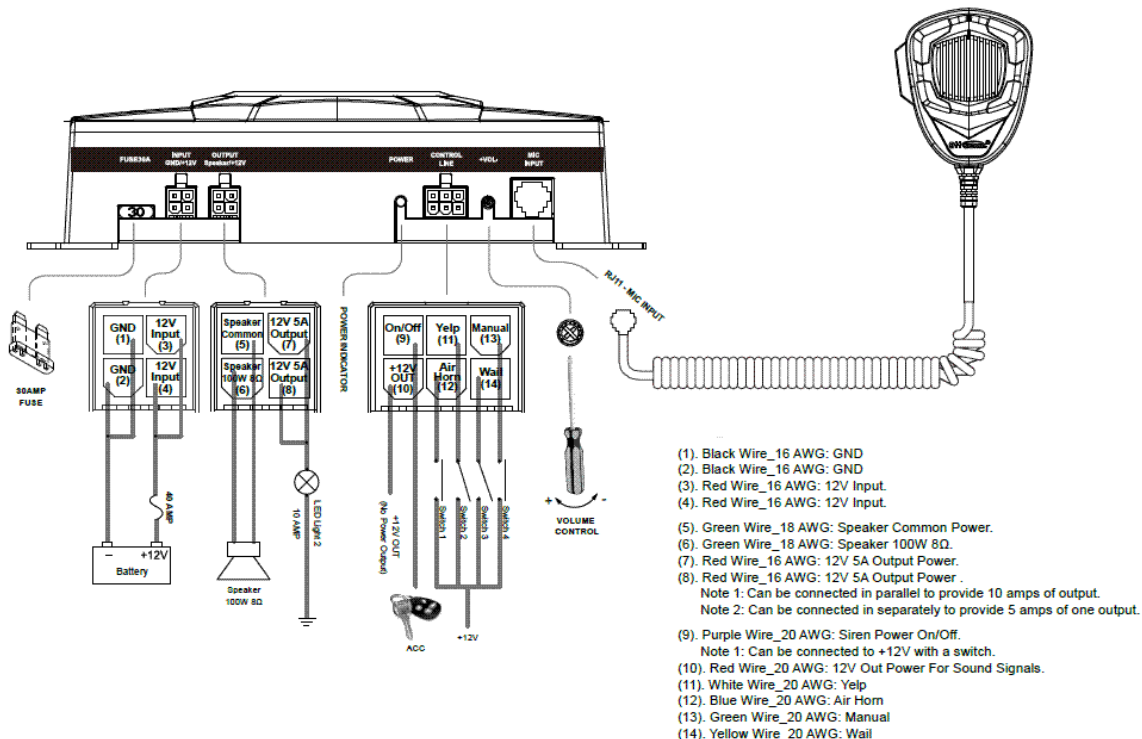 FUSE30A
INPUT
GND/+12V
OUTPUT
Speaker/+12V
POWER
CONTROL
LINE
+VOL-
MIC
INPUT
30
30AMP
FUSE
GND
(1)
12V
Input
(3)
GND
(2)
12V
Input
(4)
Speaker
Common
(5)
12V 5A
Output
(7)
Speaker
100W 8Ω
(6)
12V 5A
Output
(8)
POWER INDICATOR
On/Off
(9)
Yelp
(11)
Manual
(13)
+12V
OUT
(10)
Air
Horn
(12)
Wail
(14)
RJ11 - MIC INPUT
40 AMP
- +12V
Battery
Speaker
100W 8Ω
LED Light 2
10 AMP
+12V OUT
(No Power Output)
ACC
Switch 1
Switch 2
Switch 3
Switch 4
+12V
+ -
VOLUME
CONTROL
(1). Black Wire_16 AWG: GND
(2). Black Wire_16 AWG: GND
(3). Red Wire_16 AWG: 12V Input.
(4). Red Wire_16 AWG: 12V Input.
(5). Green Wire_18 AWG: Speaker Common Power.
(6). Green Wire_18 AWG: Speaker 100W 8Ω.
(7). Red Wire_16 AWG: 12V 5A Output Power.
(8). Red Wire_16 AWG: 12V 5A Output Power .
Note 1: Can be connected in parallel to provide 10 amps of output.
Note 2: Can be connected in separately to provide 5 amps of one output.
(9). Purple Wire_20 AWG: Siren Power On/Off.
Note 1: Can be connected to +12V with a switch.
(10). Red Wire_20 AWG: 12V Out Power For Sound Signals.
(11). White Wire_20 AWG: Yelp
(12). Blue Wire_20 AWG: Air Horn
(13). Green Wire_20 AWG: Manual
(14). Yellow Wire_20 AWG: Wail